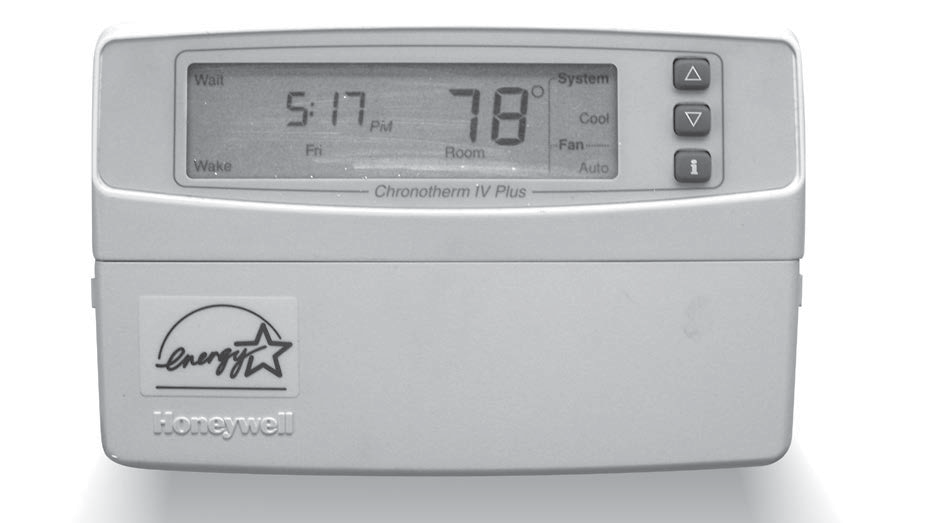 Wait
System
5:17 PM
78°
Cool
Fri
Room
Fan
Wake
Auto
i
Chronotherm IV Plus
energy
Honeywell